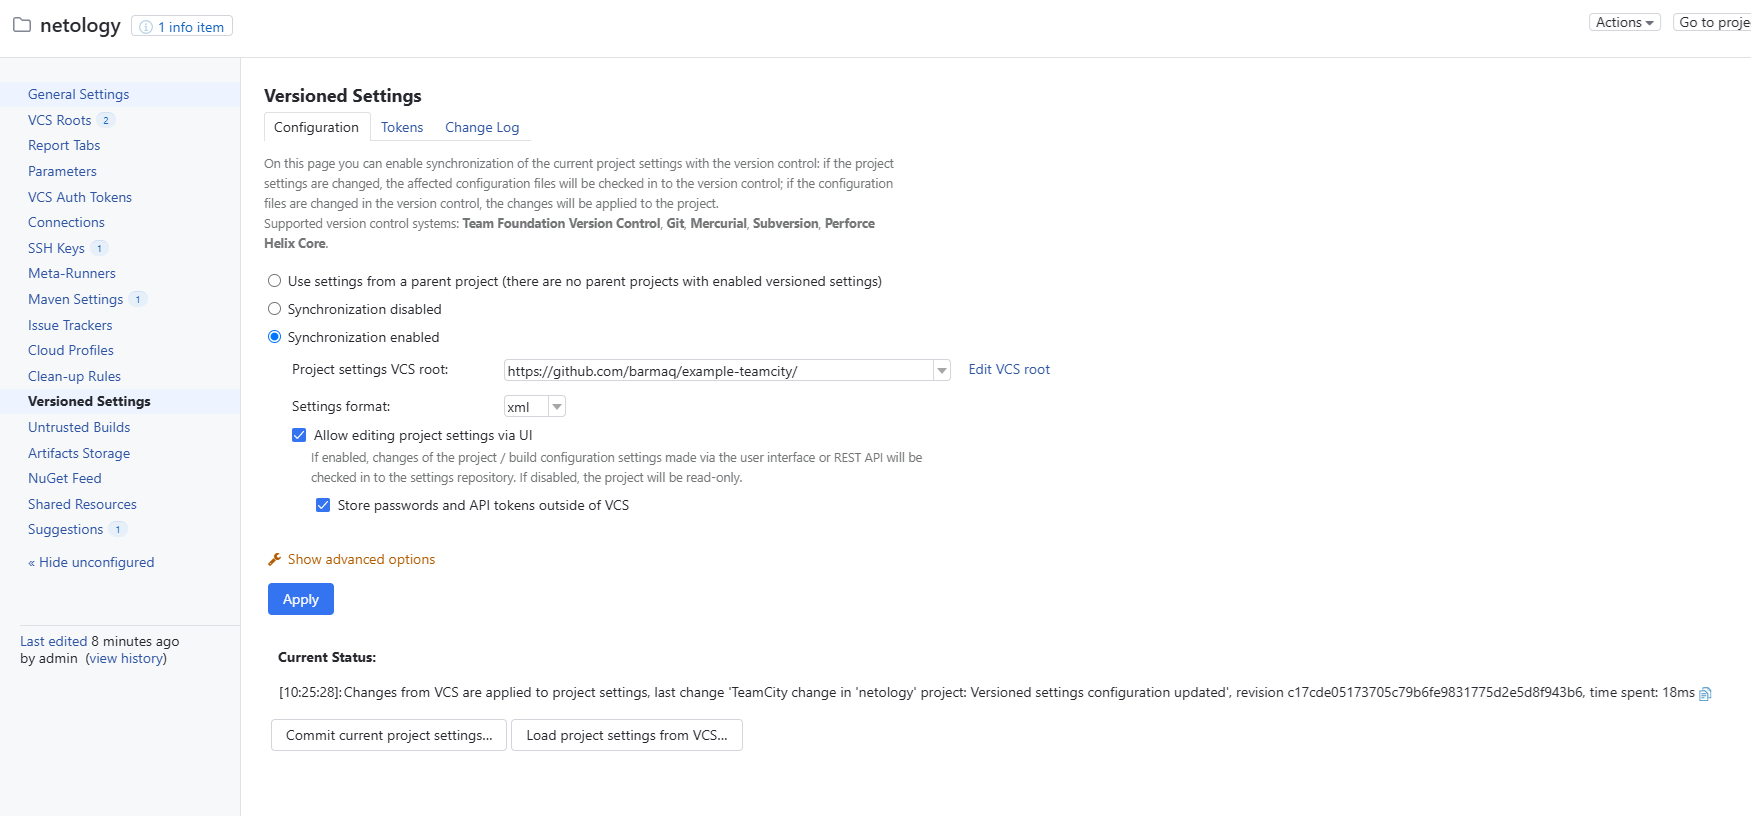 netology
1 info item
Actions
Go to proje
General Settings
VCS Roots 2
Report Tabs
Parameters
VCS Auth Tokens
Connections
SSH Keys 1
Meta-Runners
Maven Settings 1
Issue Trackers
Cloud Profiles
Clean-up Rules
Versioned Settings
Untrusted Builds
Artifacts Storage
NuGet Feed
Shared Resources
Suggestions 1
« Hide unconfigured
Last edited 8 minutes ago
by admin (view history)
Versioned Settings
Configuration Tokens Change Log
On this page you can enable synchronization of the current project settings with the version control: if the project
settings are changed, the affected configuration files will be checked in to the version control; if the configuration
files are changed in the version control, the changes will be applied to the project.
Supported version control systems: Team Foundation Version Control, Git, Mercurial, Subversion, Perforce
Helix Core.
Use settings from a parent project (there are no parent projects with enabled versioned settings)
Synchronization disabled
Synchronization enabled
Project settings VCS root: https://github.com/barmaq/example-teamcity/ Edit VCS root
Settings format: xml
Allow editing project settings via UI
If enabled, changes of the project / build configuration settings made via the user interface or REST API will be
checked in to the settings repository. If disabled, the project will be read-only.
Store passwords and API tokens outside of VCS
Show advanced options
Apply
Current Status:
[10:25:28]: Changes from VCS are applied to project settings, last change 'TeamCity change in 'netology' project: Versioned settings configuration updated', revision c17cde05173705c79b6fe9831775d2e5d8f943b6, time spent: 18ms
Commit current project settings... Load project settings from VCS...